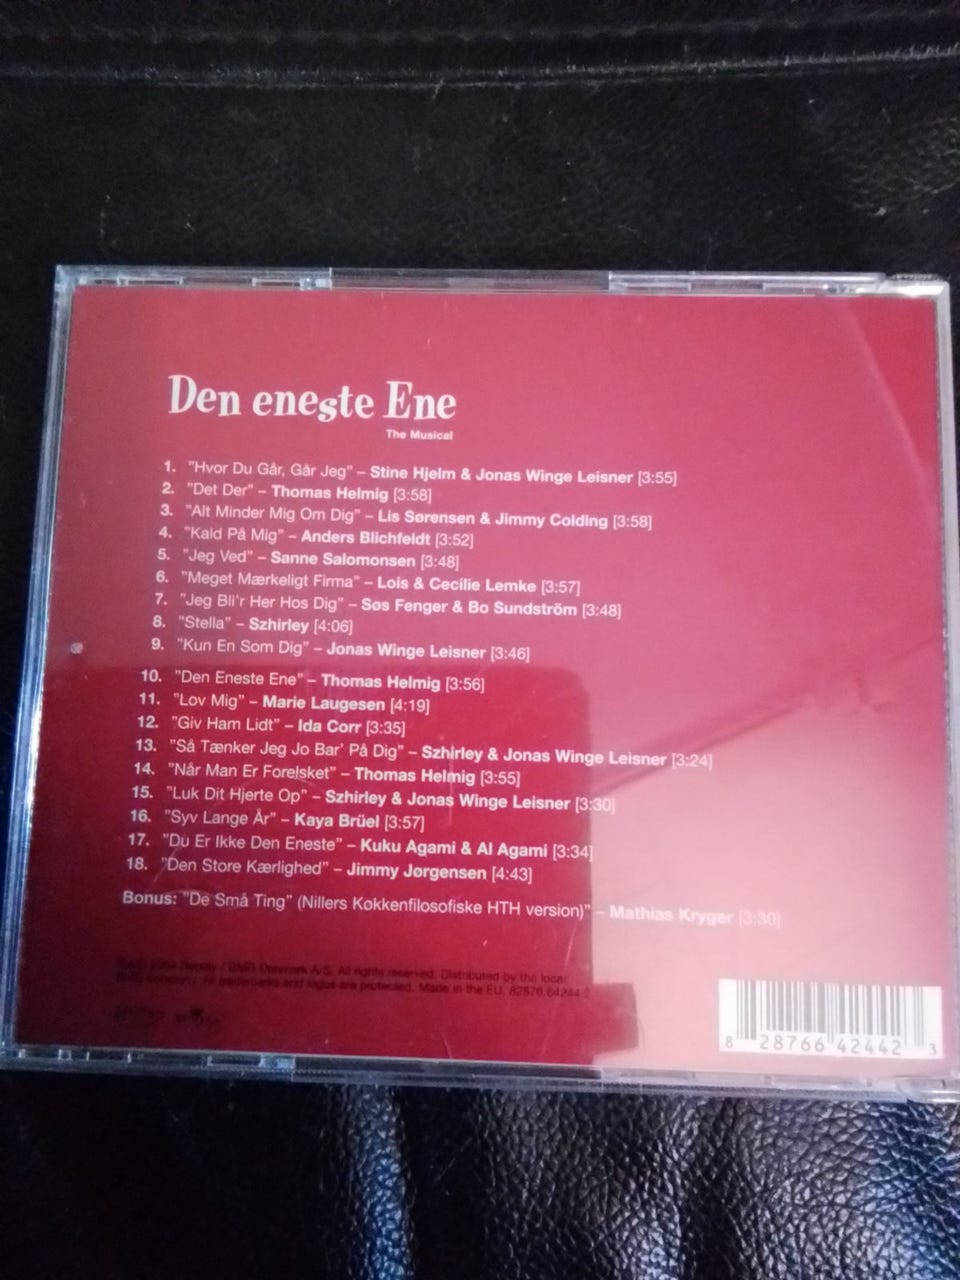 Den eneste Ene
The Musical
1. "Hvor Du Går, Går Jeg" – Stine Hjelm & Jonas Winge Leisner [3:55]
2. "Det Der" – Thomas Helmig [3:58]
3. "Alt Minder Mig Om Dig" – Lis Sørensen & Jimmy Colding [3:58]
4. "Kald På Mig" – Anders Blichfeldt [3:52]
5. "Jeg Ved" – Sanne Salomonsen [3:48]
6. "Meget Mærkeligt Firma" – Lois & Cecilie Lemke [3:57]
7. "Jeg Bli'r Her Hos Dig" – Søs Fenger & Bo Sundström [3:48]
8. "Stella" – Szhirley [4:06]
9. "Kun En Som Dig" – Jonas Winge Leisner [3:46]
10. "Den Eneste Ene" – Thomas Helmig [3:56]
11. "Lov Mig" – Marie Laugesen [4:19]
12. "Giv Ham Lidt" – Ida Corr [3:35]
13. "Så Tænker Jeg Jo Bar' På Dig" – Szhirley & Jonas Winge Leisner [3:24]
14. "Når Man Er Forelsket" – Thomas Helmig [3:55]
15. "Luk Dit Hjerte Op" – Szhirley & Jonas Winge Leisner [3:30]
16. "Syv Lange År" – Kaya Brüel [3:57]
17. "Du Er Ikke Den Eneste" – Kuku Agami & Al Agami [3:34]
18. "Den Store Kærlighed" – Jimmy Jørgensen [4:43]
Bonus: "De Små Ting" (Nillers Køkkenfilosofiske HTH version)" – Mathias Kryger [3:30]
BMG Denmark A/S. All rights reserved. Distributed by the local
BMG company. All trademarks and logos are protected. Made in the EU. 82876 64244-2
8 28766 42442 3